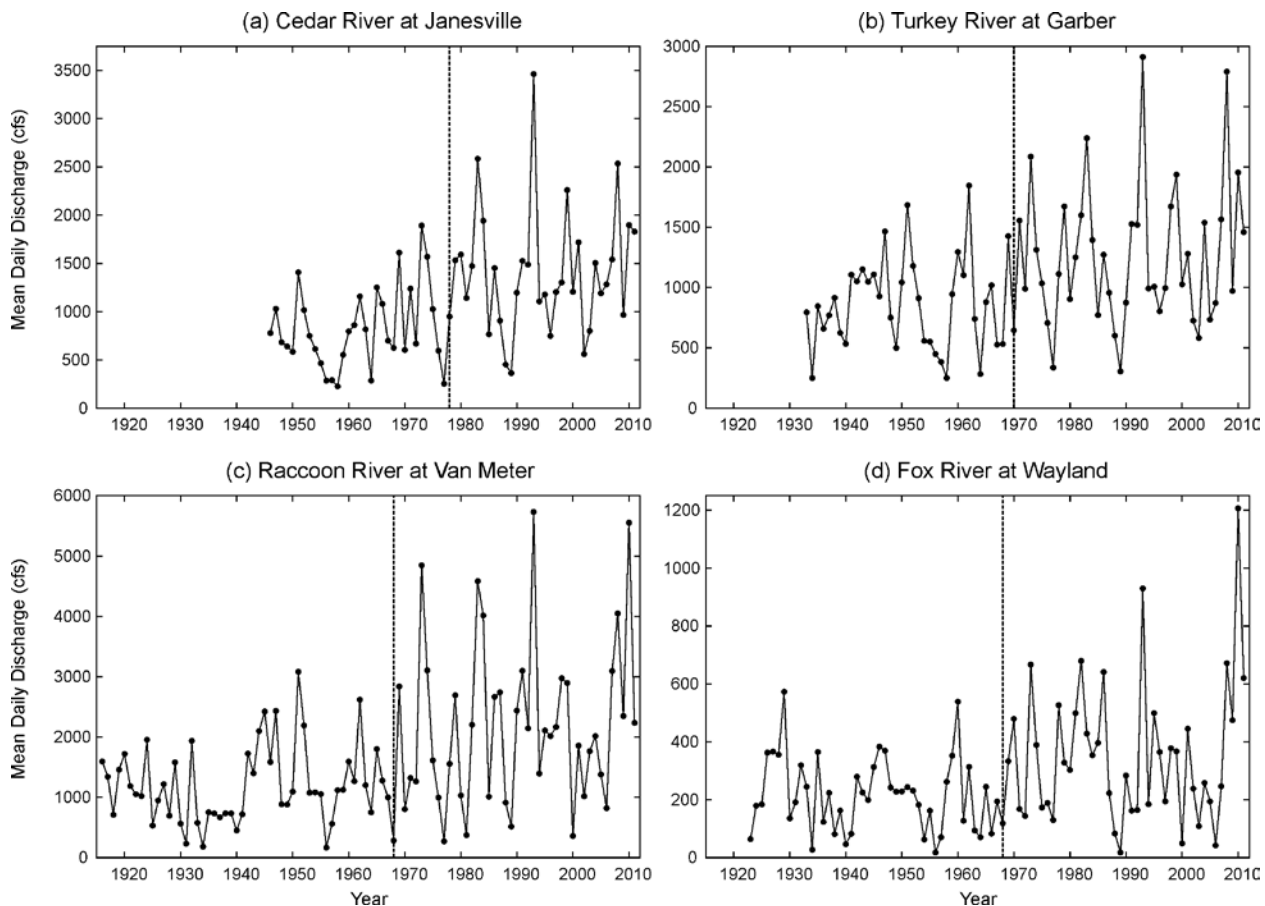 (a) Cedar River at Janesville
(b) Turkey River at Garber
Mean Daily Discharge (cfs)
3500
3000
2500
2000
1500
1000
500
0
1920 1930 1940 1950 1960 1970 1980 1990 2000 2010
3000
2500
2000
1500
1000
500
0
1920 1930 1940 1950 1960 1970 1980 1990 2000 2010
(c) Raccoon River at Van Meter
(d) Fox River at Wayland
Mean Daily Discharge (cfs)
6000
5000
4000
3000
2000
1000
0
1920 1930 1940 1950 1960 1970 1980 1990 2000 2010
Year
1200
1000
800
600
400
200
0
1920 1930 1940 1950 1960 1970 1980 1990 2000 2010
Year